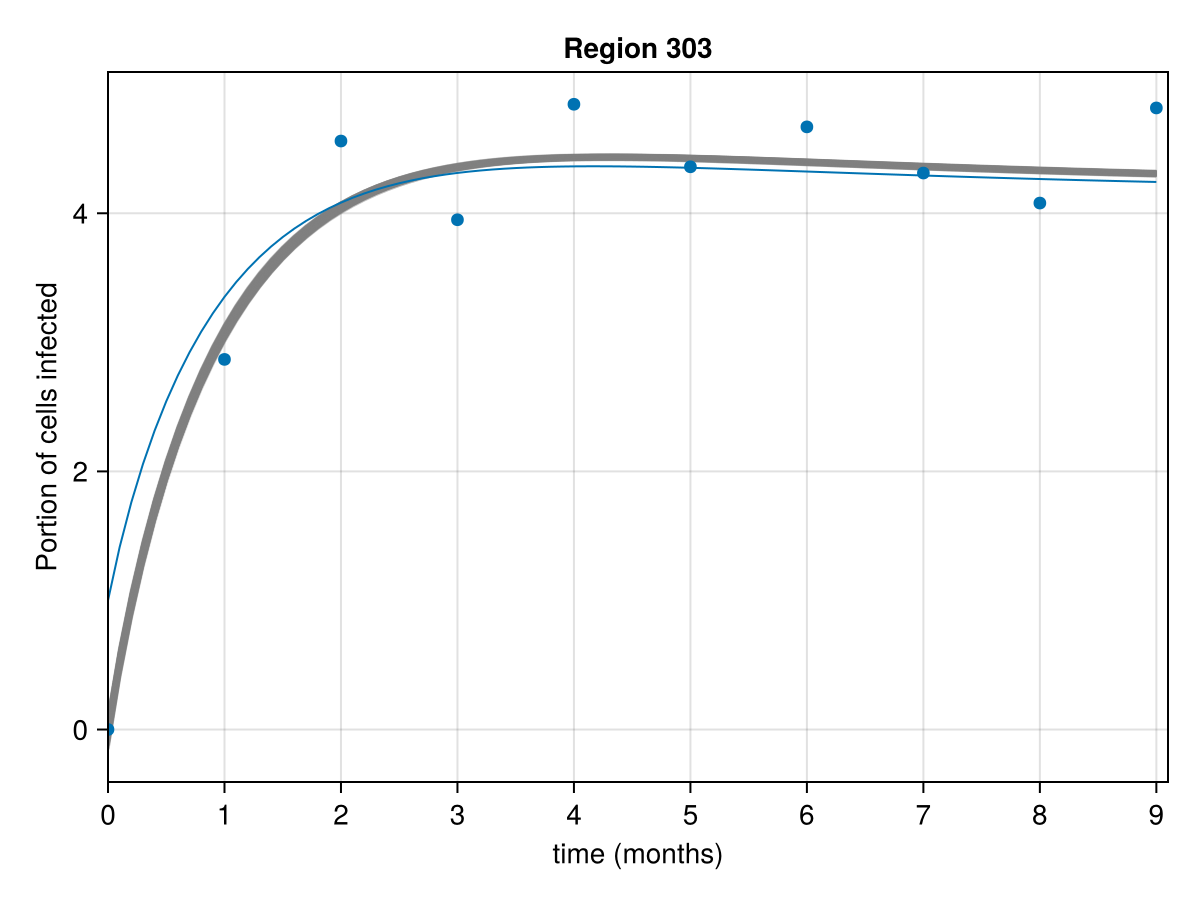 Region 303
Portion of cells infected
4
2
0
0 1 2 3 4 5 6 7 8 9
time (months)